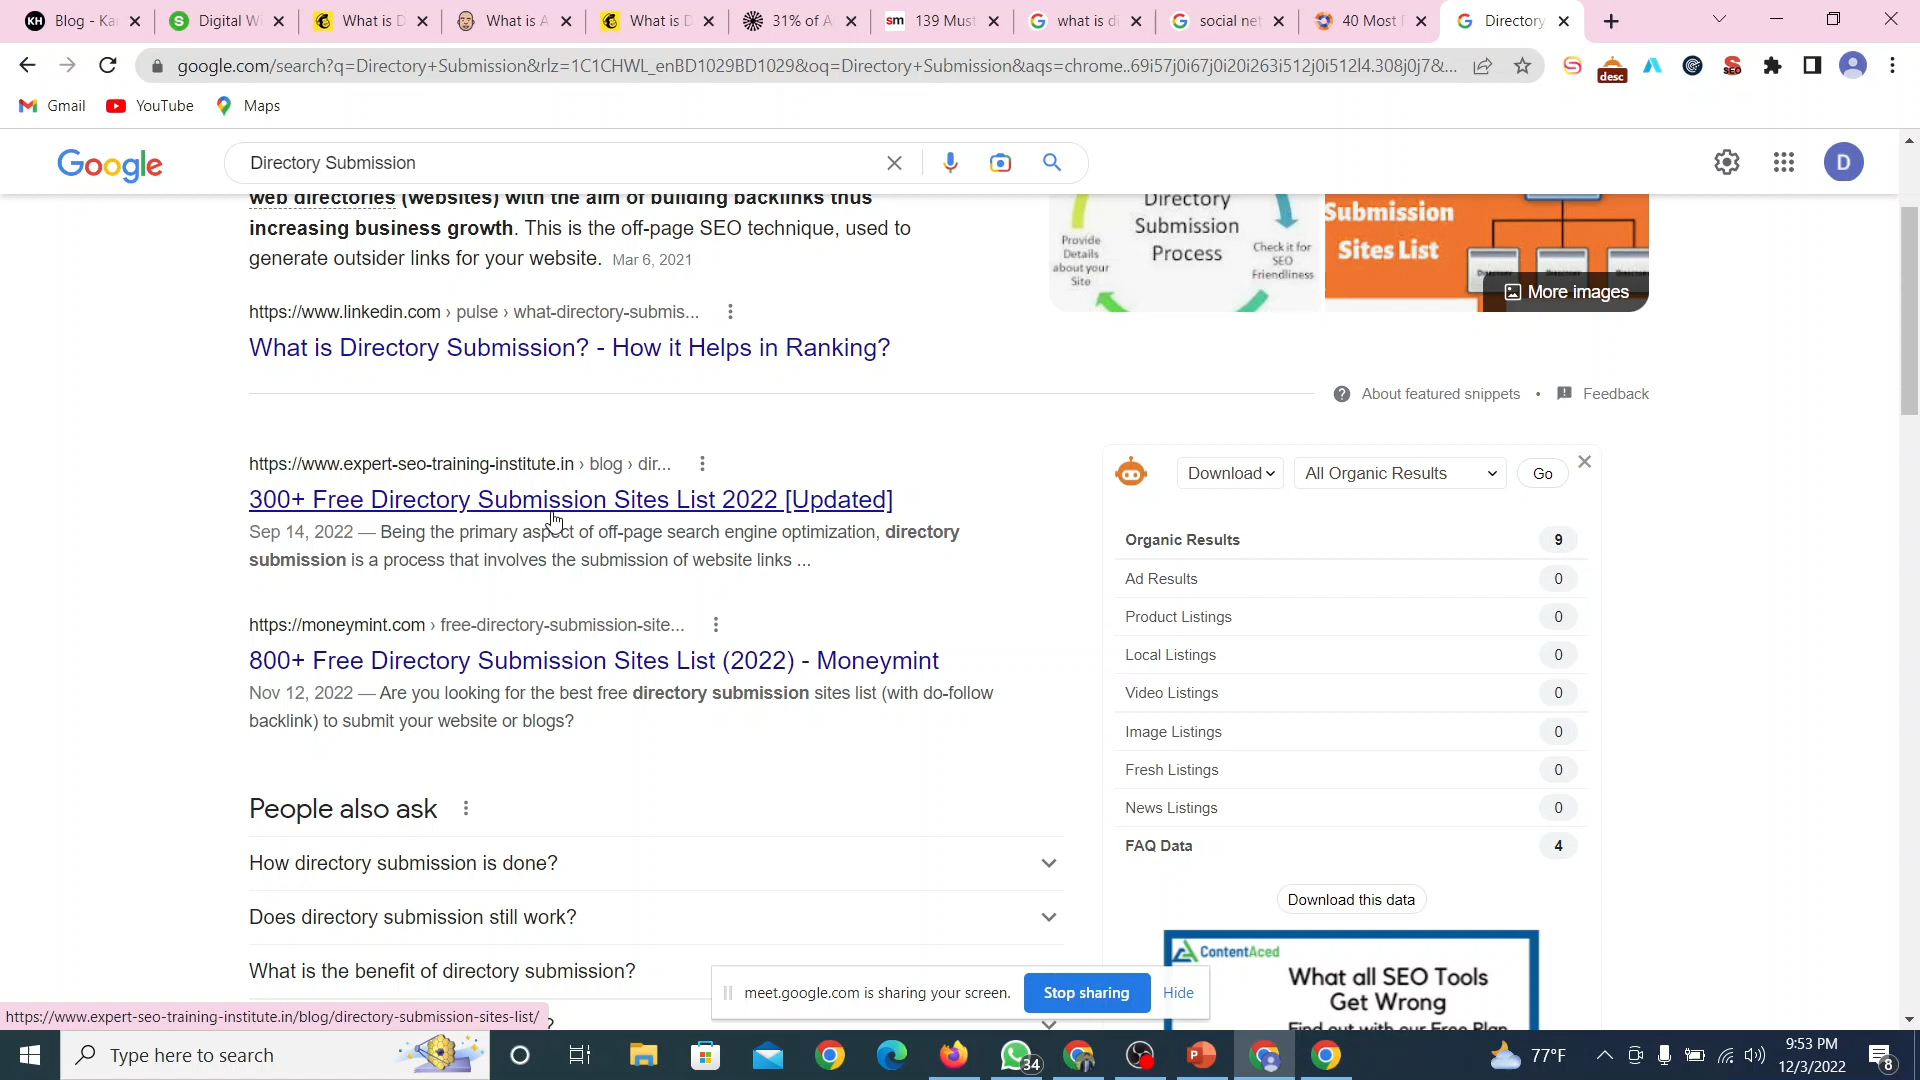 Blog - Ka
Digital W
What is D
What is A
What is D
31% of A
139 Must
what is d
social net
40 Most
Directory
google.com/search?q=Directory+Submission&rlz=1C1CHWL_enBD1029BD1029&oq=Directory+Submission&aqs=chrome..69i57j0i67j0i20i263i512j0i512l4.308j0j7&...
Gmail
YouTube
Maps
Google
Directory Submission
D
web directories (websites) with the aim of building backlinks thus
increasing business growth. This is the off-page SEO technique, used to
generate outsider links for your website. Mar 6, 2021
Directory
Submission
Process
Provide
Details
about your
Site
Check it for
SEO
Friendliness
Submission
Sites List
More images
https://www.linkedin.com › pulse › what-directory-submis...
What is Directory Submission? - How it Helps in Ranking?
About featured snippets • Feedback
https://www.expert-seo-training-institute.in › blog › dir...
300+ Free Directory Submission Sites List 2022 [Updated]
Sep 14, 2022 — Being the primary aspect of off-page search engine optimization, directory
submission is a process that involves the submission of website links ...
https://moneymint.com › free-directory-submission-site...
800+ Free Directory Submission Sites List (2022) - Moneymint
Nov 12, 2022 — Are you looking for the best free directory submission sites list (with do-follow
backlink) to submit your website or blogs?
People also ask
How directory submission is done?
Does directory submission still work?
What is the benefit of directory submission?
Download
All Organic Results
Go
Organic Results 9
Ad Results 0
Product Listings 0
Local Listings 0
Video Listings 0
Image Listings 0
Fresh Listings 0
News Listings 0
FAQ Data 4
Download this data
ContentAced
What all SEO Tools
Get Wrong
Find out with our Free Plan
meet.google.com is sharing your screen.
Stop sharing
Hide
https://www.expert-seo-training-institute.in/blog/directory-submission-sites-list/
Type here to search
34
77°F
9:53 PM
12/3/2022
8